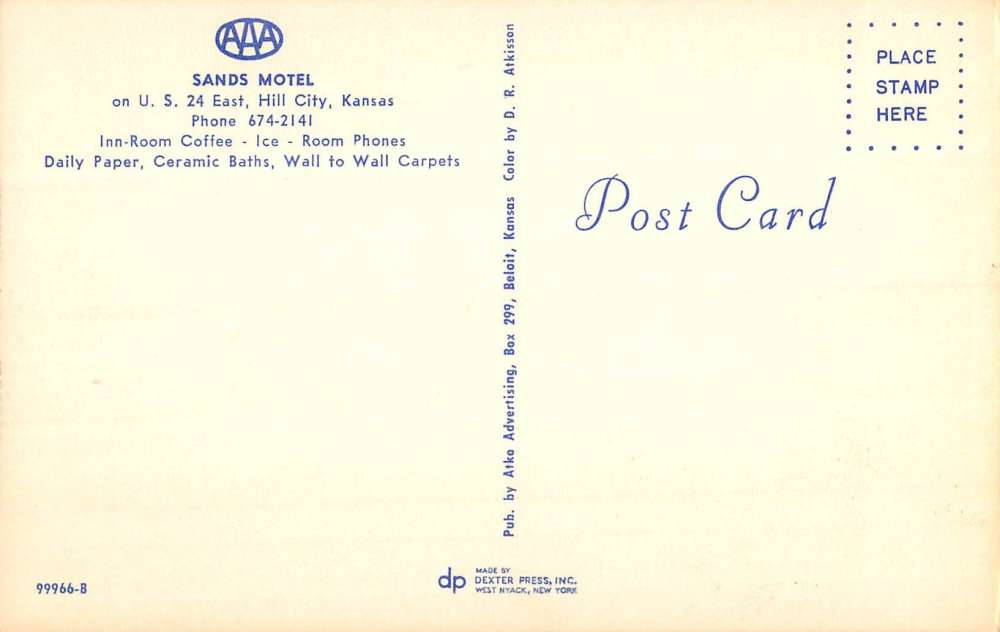 AAA
SANDS MOTEL
on U. S. 24 East, Hill City, Kansas
Phone 674-2141
Inn-Room Coffee - Ice - Room Phones
Daily Paper, Ceramic Baths, Wall to Wall Carpets
Pub. by Atko Advertising, Box 299, Beloit, Kansas Color by D. R. Atkisson
PLACE
STAMP
HERE
Post Card
99966-B
dp
MADE BY
DEXTER PRESS, INC.
WEST NYACK, NEW YORK